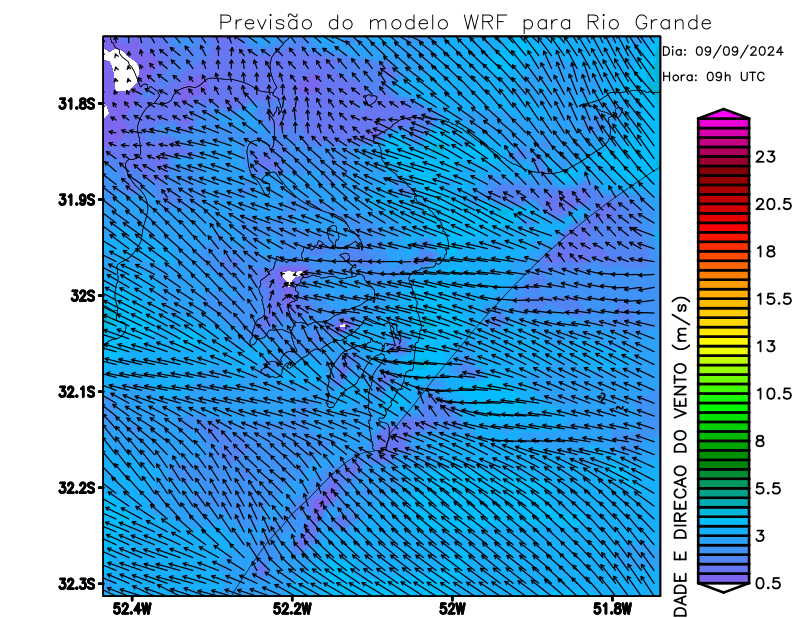 Previsão do modelo WRF para Rio Grande
Dia: 09/09/2024
Hora: 09h UTC
31.8S
31.9S
32S
32.1S
32.2S
32.3S
52.4W
52.2W
52W
51.8W
23
20.5
18
15.5
13
10.5
8
5.5
3
0.5
DADE E DIRECAO DO VENTO (m/s)